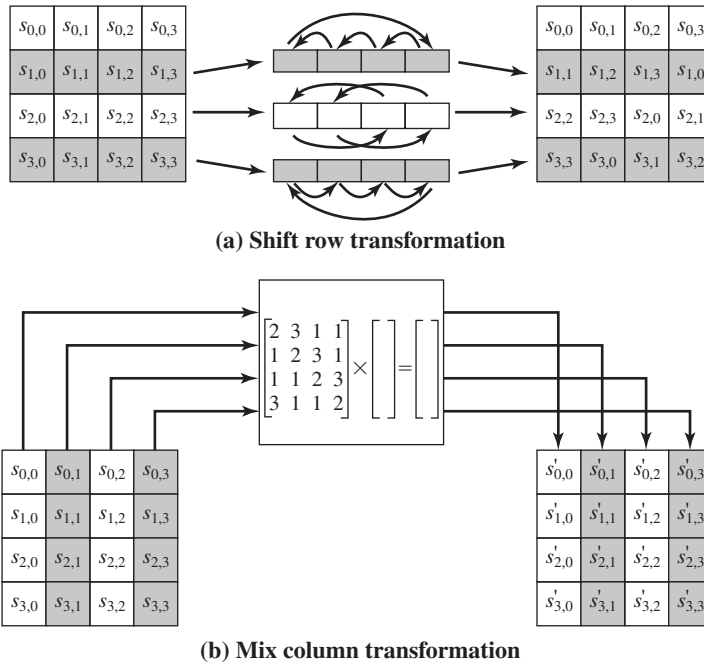 s0,0 s0,1 s0,2 s0,3 s0,0 s0,1 s0,2 s0,3
s1,0 s1,1 s1,2 s1,3 s1,1 s1,2 s1,3 s1,0
s2,0 s2,1 s2,2 s2,3 s2,2 s2,3 s2,0 s2,1
s3,0 s3,1 s3,2 s3,3 s3,3 s3,0 s3,1 s3,2
(a) Shift row transformation
2 3 1 1
1 2 3 1
1 1 2 3
3 1 1 2
× =
s0,0 s0,1 s0,2 s0,3 s'0,0 s'0,1 s'0,2 s'0,3
s1,0 s1,1 s1,2 s1,3 s'1,0 s'1,1 s'1,2 s'1,3
s2,0 s2,1 s2,2 s2,3 s'2,0 s'2,1 s'2,2 s'2,3
s3,0 s3,1 s3,2 s3,3 s'3,0 s'3,1 s'3,2 s'3,3
(b) Mix column transformation